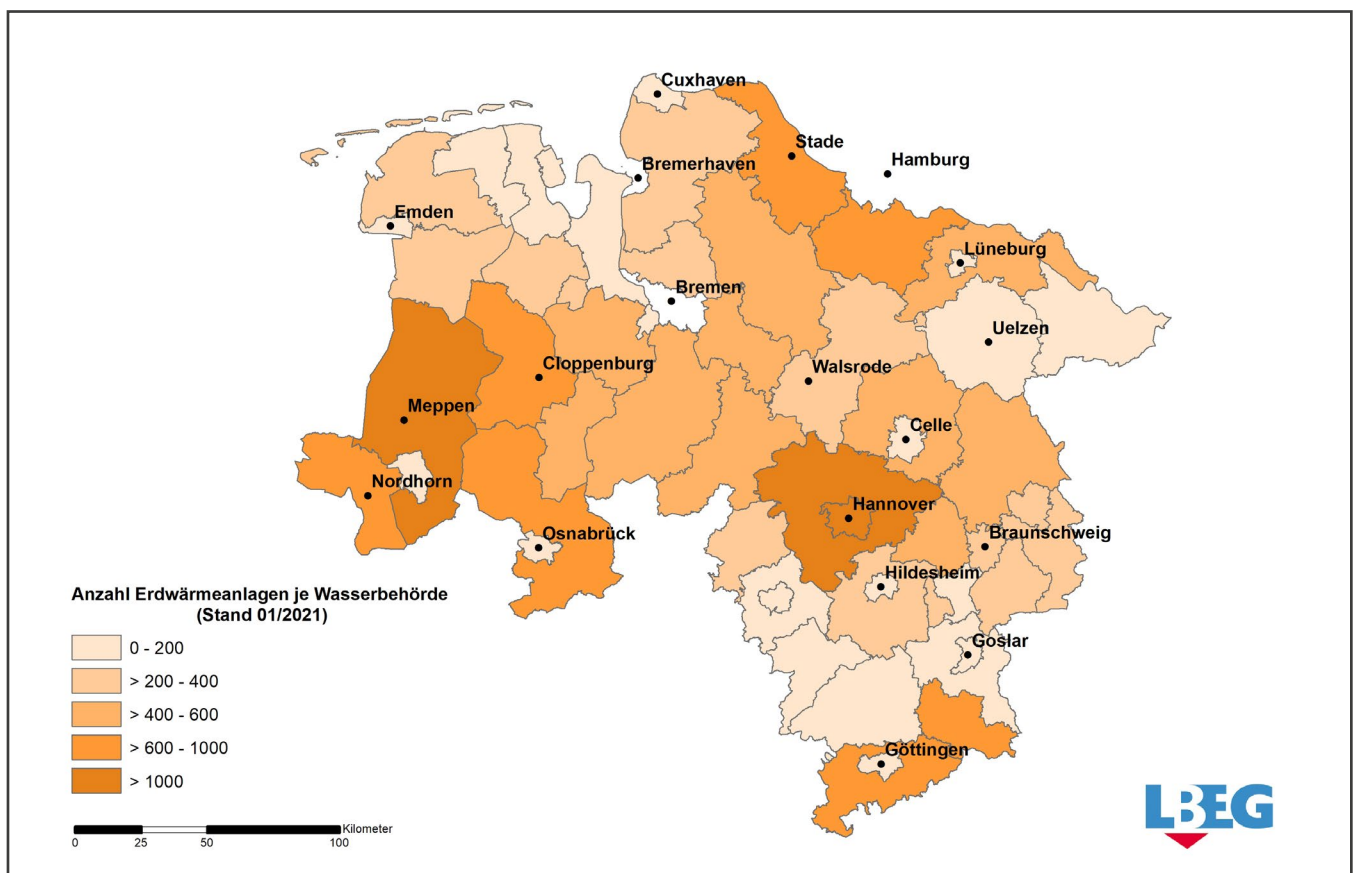 Cuxhaven
Stade
Hamburg
Bremerhaven
Emden
Lüneburg
Bremen
Uelzen
Cloppenburg
Walsrode
Meppen
Celle
Nordhorn
Hannover
Osnabrück
Braunschweig
Hildesheim
Goslar
Göttingen
Anzahl Erdwärmeanlagen je Wasserbehörde
(Stand 01/2021)
0 - 200
> 200 - 400
> 400 - 600
> 600 - 1000
> 1000
Kilometer
0 25 50 100
LBEG